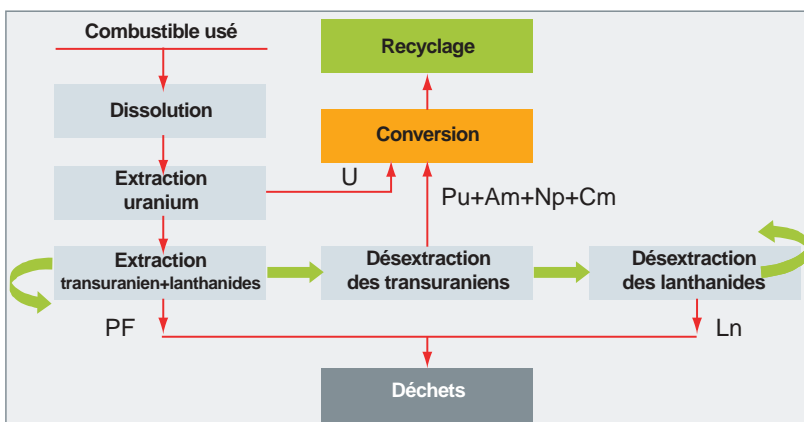 Combustible usé
Recyclage
Dissolution
Conversion
Extraction
uranium
U
Pu+Am+Np+Cm
Extraction
transuranien+lanthanides
Désextraction
des transuraniens
Désextraction
des lanthanides
PF
Ln
Déchets